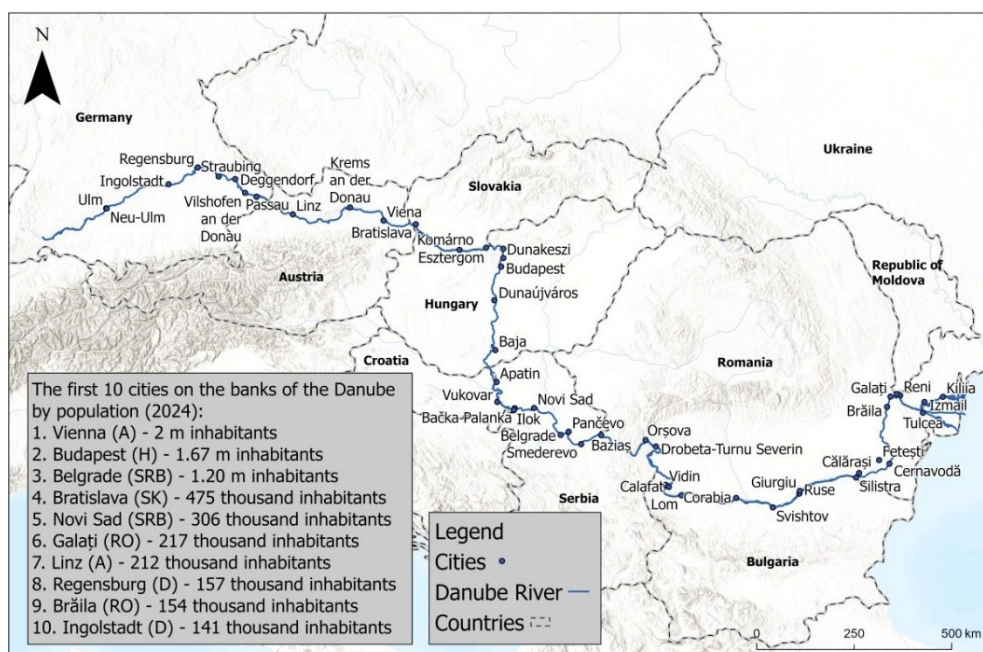 N
Germany
Ukraine
Slovakia
Regensburg
Straubing
Krems
an der
Donau
Ingolstadt
Deggendorf
Ulm
Neu-Ulm
Vilshofen
an der
Donau
Passau
Linz
Viena
Bratislava
Komárno
Esztergom
Dunakeszi
Budapest
Austria
Republic of
Moldova
Hungary
Dunaújváros
Baja
Croatia
Romania
Apatin
Vukovar
Bačka-Palanka
Ilok
Novi Sad
Galați
Reni
Kiliia
Izmail
Brăila
Tulcea
Pančevo
Belgrade
Smederevo
Baziaș
Orșova
Drobeta-Turnu Severin
Fetești
Călărași
Cernavodă
Vidin
Calafat
Giurgiu
Lom
Corabia
Ruse
Silistra
Serbia
Svishtov
Bulgaria
The first 10 cities on the banks of the Danube
by population (2024):
1. Vienna (A) - 2 m inhabitants
2. Budapest (H) - 1.67 m inhabitants
3. Belgrade (SRB) - 1.20 m inhabitants
4. Bratislava (SK) - 475 thousand inhabitants
5. Novi Sad (SRB) - 306 thousand inhabitants
6. Galați (RO) - 217 thousand inhabitants
7. Linz (A) - 212 thousand inhabitants
8. Regensburg (D) - 157 thousand inhabitants
9. Brăila (RO) - 154 thousand inhabitants
10. Ingolstadt (D) - 141 thousand inhabitants
Legend
Cities
Danube River
Countries
0 250 500 km